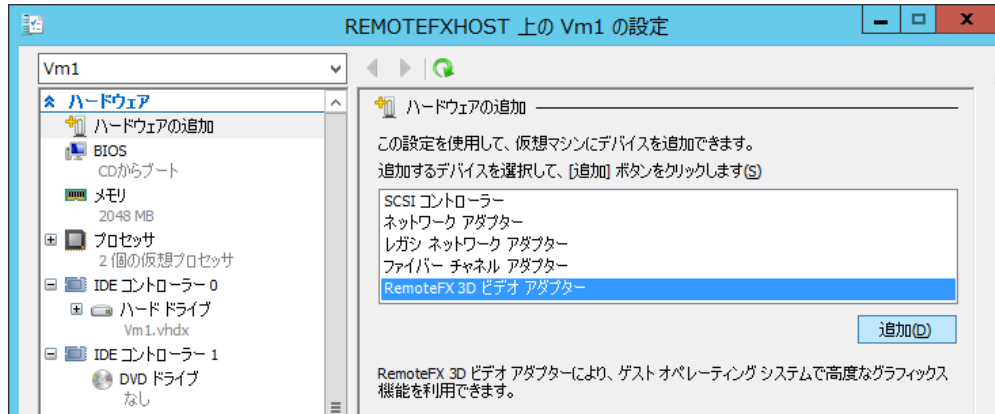 REMOTEFXHOST 上の Vm1 の設定
Vm1
ハードウェア
ハードウェアの追加
BIOS
CDからブート
メモリ
2048 MB
プロセッサ
2 個の仮想プロセッサ
IDE コントローラー 0
ハード ドライブ
Vm1.vhdx
IDE コントローラー 1
DVD ドライブ
なし
ハードウェアの追加
この設定を使用して、仮想マシンにデバイスを追加できます。
追加するデバイスを選択して、[追加] ボタンをクリックします(S)
SCSI コントローラー
ネットワーク アダプター
レガシ ネットワーク アダプター
ファイバー チャネル アダプター
RemoteFX 3D ビデオ アダプター
追加(D)
RemoteFX 3D ビデオ アダプターにより、ゲスト オペレーティング システムで高度なグラフィックス
機能を利用できます。